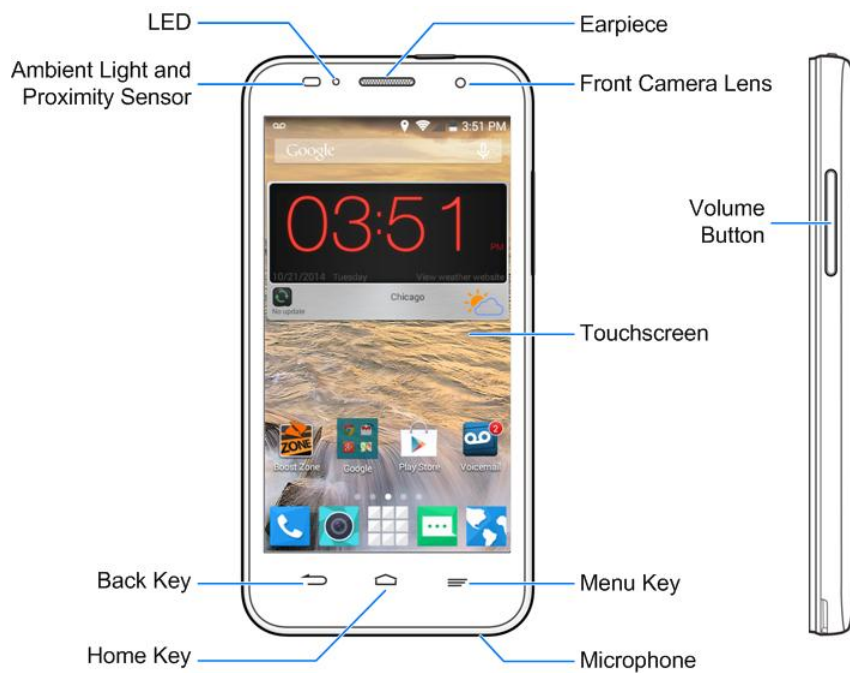 LED
Earpiece
Ambient Light and
Proximity Sensor
Front Camera Lens
3:51 PM
Google
03:51
PM
10/21/2014 Tuesday
View weather website
Chicago
No update
Volume
Button
Touchscreen
ZONE
2
Boost Zone
Google
Play Store
Voicemail
Back Key
Menu Key
Home Key
Microphone